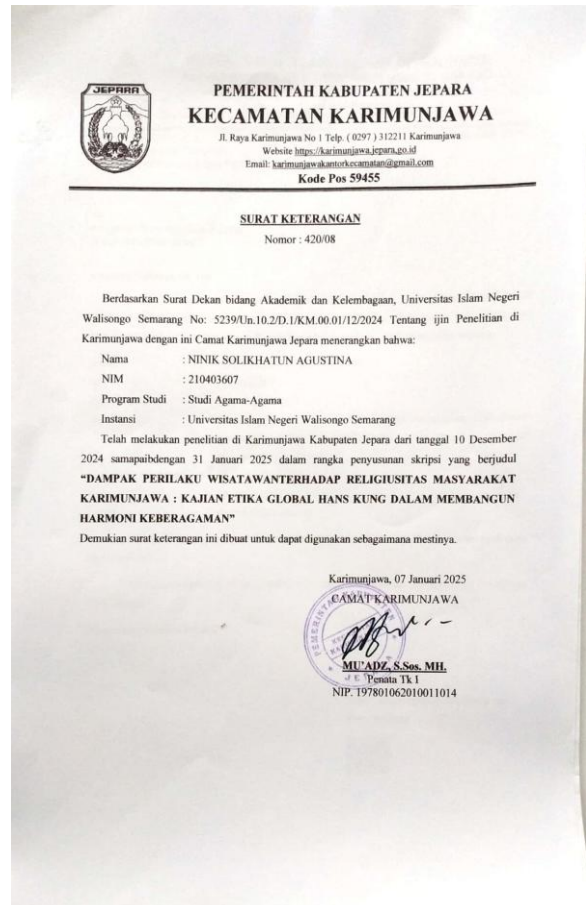 JEPARA
PEMERINTAH KABUPATEN JEPARA
KECAMATAN KARIMUNJAWA
Jl. Raya Karimunjawa No 1 Telp. ( 0297 ) 312211 Karimunjawa
Website https://karimunjawa.jepara.go.id
Email: karimunjawakantorkecamatan@gmail.com
Kode Pos 59455
SURAT KETERANGAN
Nomor : 420/08
Berdasarkan Surat Dekan bidang Akademik dan Kelembagaan, Universitas Islam Negeri
Walisongo Semarang No: 5239/Un.10.2/D.1/KM.00.01/12/2024 Tentang ijin Penelitian di
Karimunjawa dengan ini Camat Karimunjawa Jepara menerangkan bahwa:
Nama : NINIK SOLIKHATUN AGUSTINA
NIM : 210403607
Program Studi : Studi Agama-Agama
Instansi : Universitas Islam Negeri Walisongo Semarang
Telah melakukan penelitian di Karimunjawa Kabupaten Jepara dari tanggal 10 Desember
2024 samapaibdengan 31 Januari 2025 dalam rangka penyusunan skripsi yang berjudul
“DAMPAK PERILAKU WISATAWANTERHADAP RELIGIUSITAS MASYARAKAT
KARIMUNJAWA : KAJIAN ETIKA GLOBAL HANS KUNG DALAM MEMBANGUN
HARMONI KEBERAGAMAN”
Demukian surat keterangan ini dibuat untuk dapat digunakan sebagaimana mestinya.
Karimunjawa, 07 Januari 2025
CAMAT KARIMUNJAWA
MU'ADZ, S.Sos. MH.
Penata Tk I
NIP. 197801062010011014